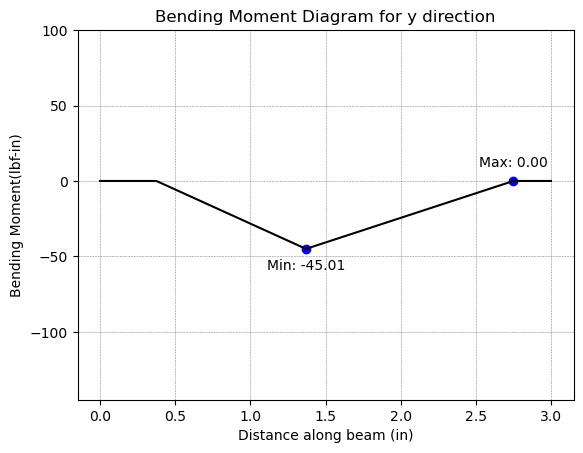 Bending Moment Diagram for y direction
100
50
0
−50
−100
Bending Moment(lbf-in)
Max: 0.00
Min: -45.01
0.0 0.5 1.0 1.5 2.0 2.5 3.0
Distance along beam (in)